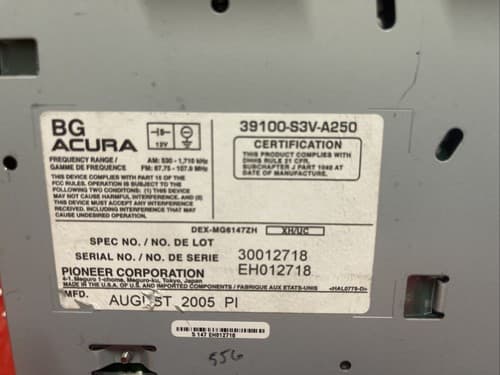 BG
ACURA
12V
39100-S3V-A250
FREQUENCY RANGE /
GAMME DE FREQUENCE
AM: 530 - 1,710 kHz
FM: 87.75 - 107.9 MHz
THIS DEVICE COMPLIES WITH PART 15 OF THE
FCC RULES. OPERATION IS SUBJECT TO THE
FOLLOWING TWO CONDITIONS: (1) THIS DEVICE
MAY NOT CAUSE HARMFUL INTERFERENCE, AND (2)
THIS DEVICE MUST ACCEPT ANY INTERFERENCE
RECEIVED, INCLUDING INTERFERENCE THAT
MAY CAUSE UNDESIRED OPERATION.
CERTIFICATION
THIS PRODUCT COMPLIES WITH
DHHS RULE 21 CFR,
SUBCHAPTER J PART 1040 AT
DATE OF MANUFACTURE.
DEX-MG6147ZH XH/UC
SPEC NO. / NO. DE LOT
SERIAL NO. / NO. DE SERIE
30012718
EH012718
PIONEER CORPORATION
4-1, Meguro 1-chome, Meguro-ku, Tokyo, Japan
MADE IN THE U.S.A. OF U.S. AND IMPORTED COMPONENTS / FABRIQUE AUX ETATS-UNIS <HAL0778-D>
MFD. AUGUST, 2005 PI
S 147 EH012718
556